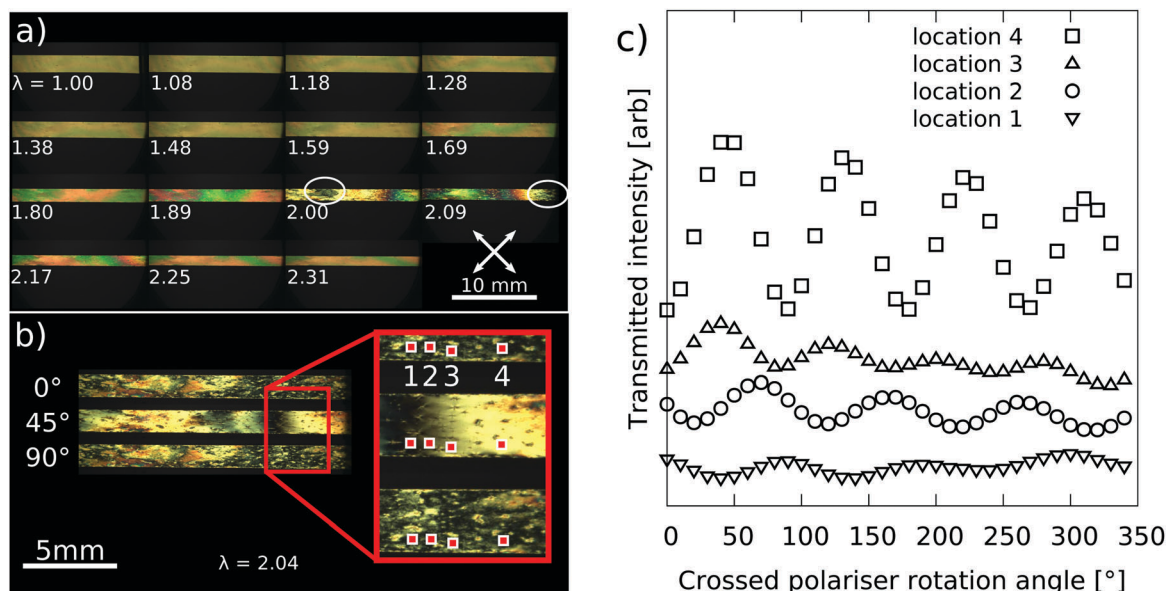 a)
λ = 1.00
1.08
1.18
1.28
1.38
1.48
1.59
1.69
1.80
1.89
2.00
2.09
2.17
2.25
2.31
10 mm
b)
0°
45°
90°
1 2 3 4
5mm
λ = 2.04
c)
location 4
location 3
location 2
location 1
Transmitted intensity [arb]
0 50 100 150 200 250 300 350
Crossed polariser rotation angle [°]